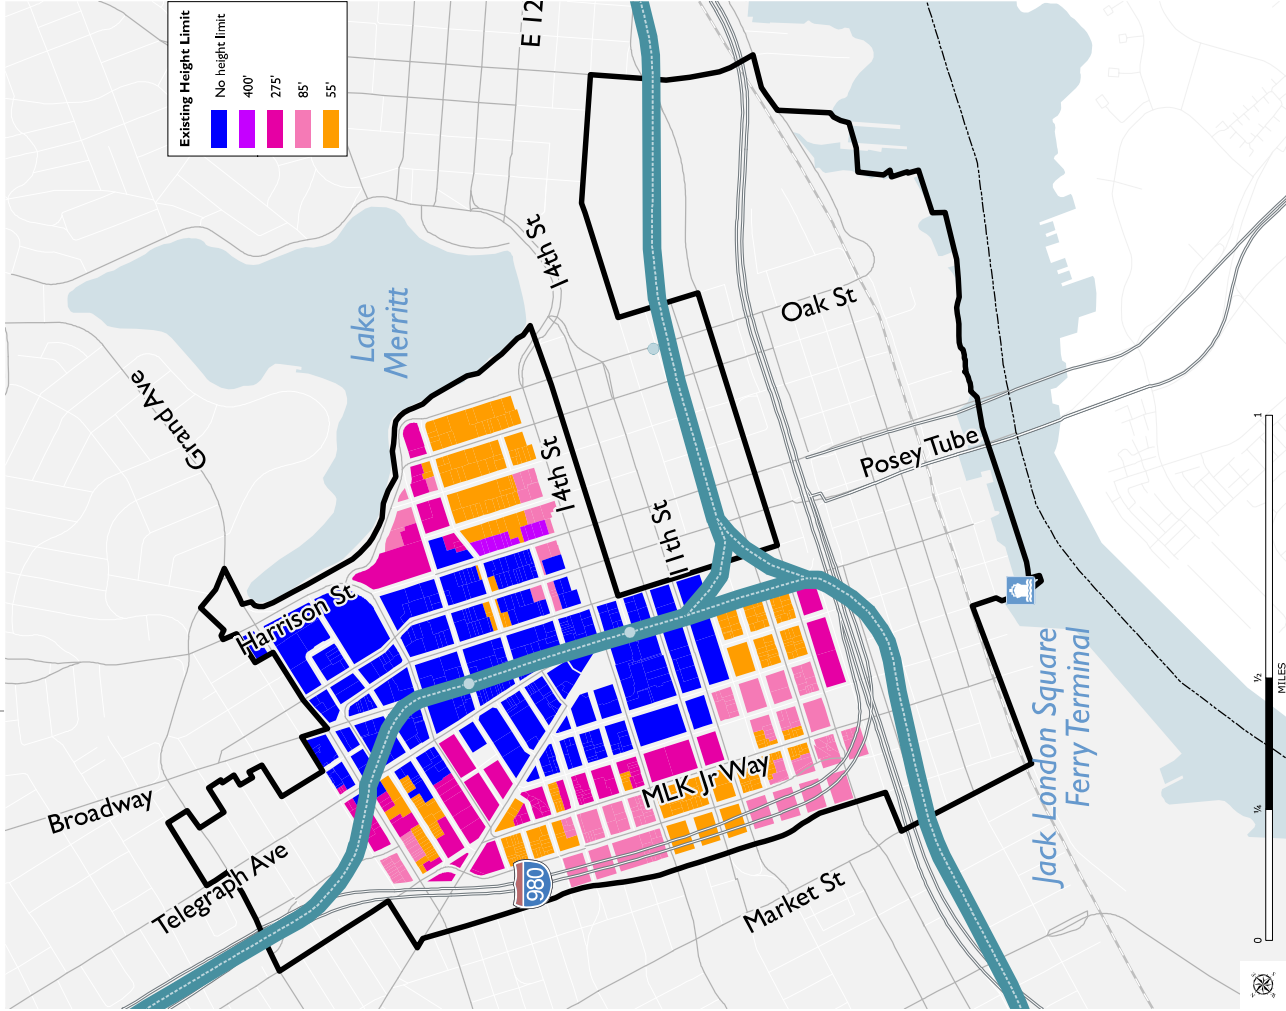 Existing Height Limit
No height limit
400'
275'
85'
55'
E 12
14th St
Lake
Merritt
Grand Ave
Oak St
14th St
Posey Tube
11th St
Harrison St
Broadway
MLK Jr Way
Telegraph Ave
980
Market St
Jack London Square
Ferry Terminal
0
¼
½
1
MILES